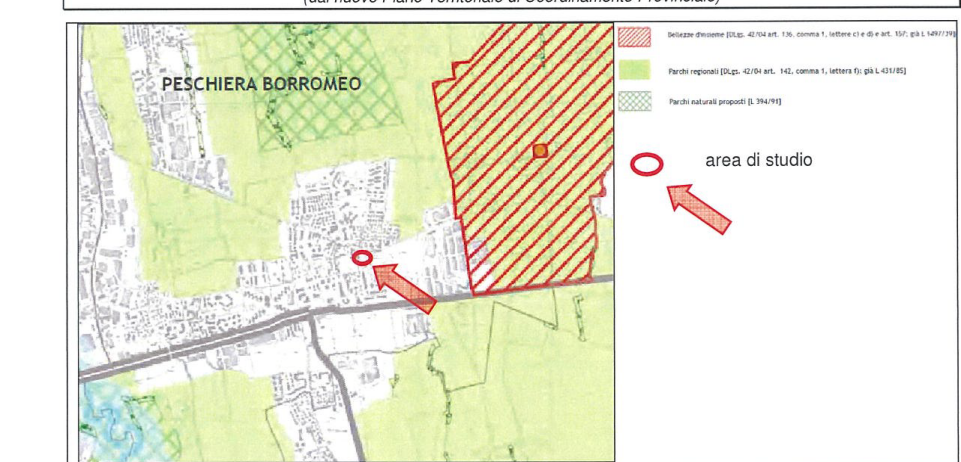 (dal nuovo Piano Territoriale di Coordinamento Provinciale)
PESCHIERA BORROMEO
Bellezze d'insieme [DLgs. 42/04 art. 136, comma 1, lettere c) e d) e art. 157; già L 1497/39]
Parchi regionali [DLgs. 42/04 art. 142, comma 1, lettera f); già L 431/85]
Parchi naturali proposti [L 394/91]
area di studio